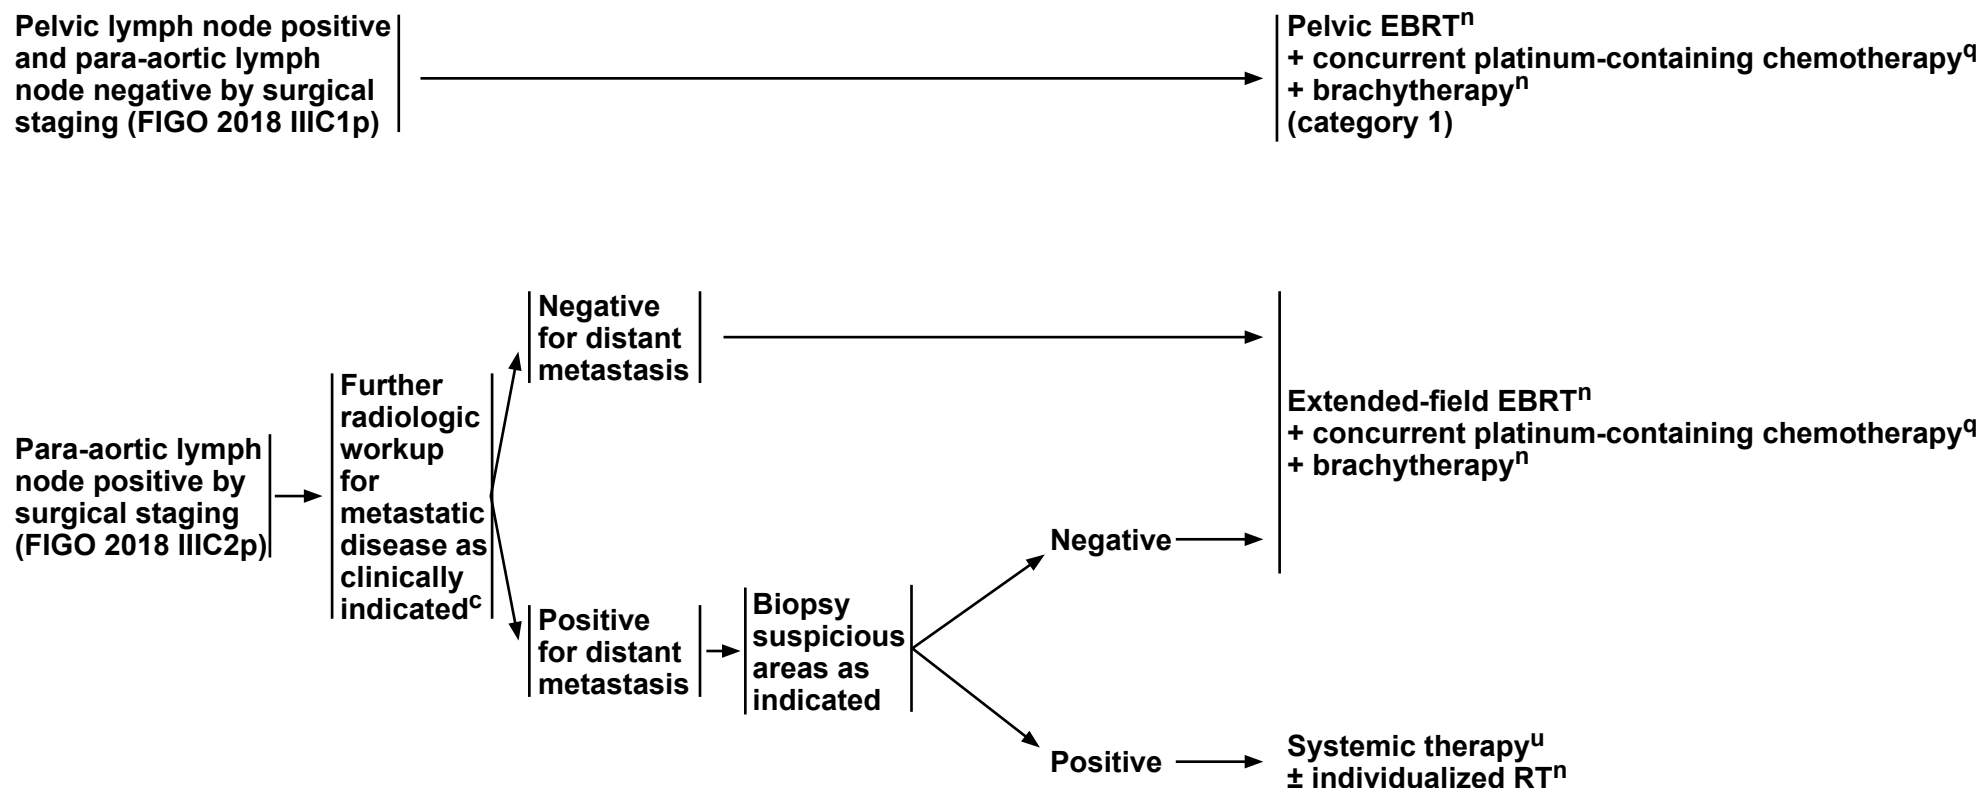 Pelvic lymph node positive
and para-aortic lymph
node negative by surgical
staging (FIGO 2018 IIIC1p)
Pelvic EBRTⁿ
+ concurrent platinum-containing chemotherapy^q
+ brachytherapyⁿ
(category 1)
Para-aortic lymph
node positive by
surgical staging
(FIGO 2018 IIIC2p)
Further
radiologic
workup
for
metastatic
disease as
clinically
indicatedᶜ
Negative
for distant
metastasis
Positive
for distant
metastasis
Biopsy
suspicious
areas as
indicated
Negative
Extended-field EBRTⁿ
+ concurrent platinum-containing chemotherapy^q
+ brachytherapyⁿ
Positive
Systemic therapyᵘ
± individualized RTⁿ